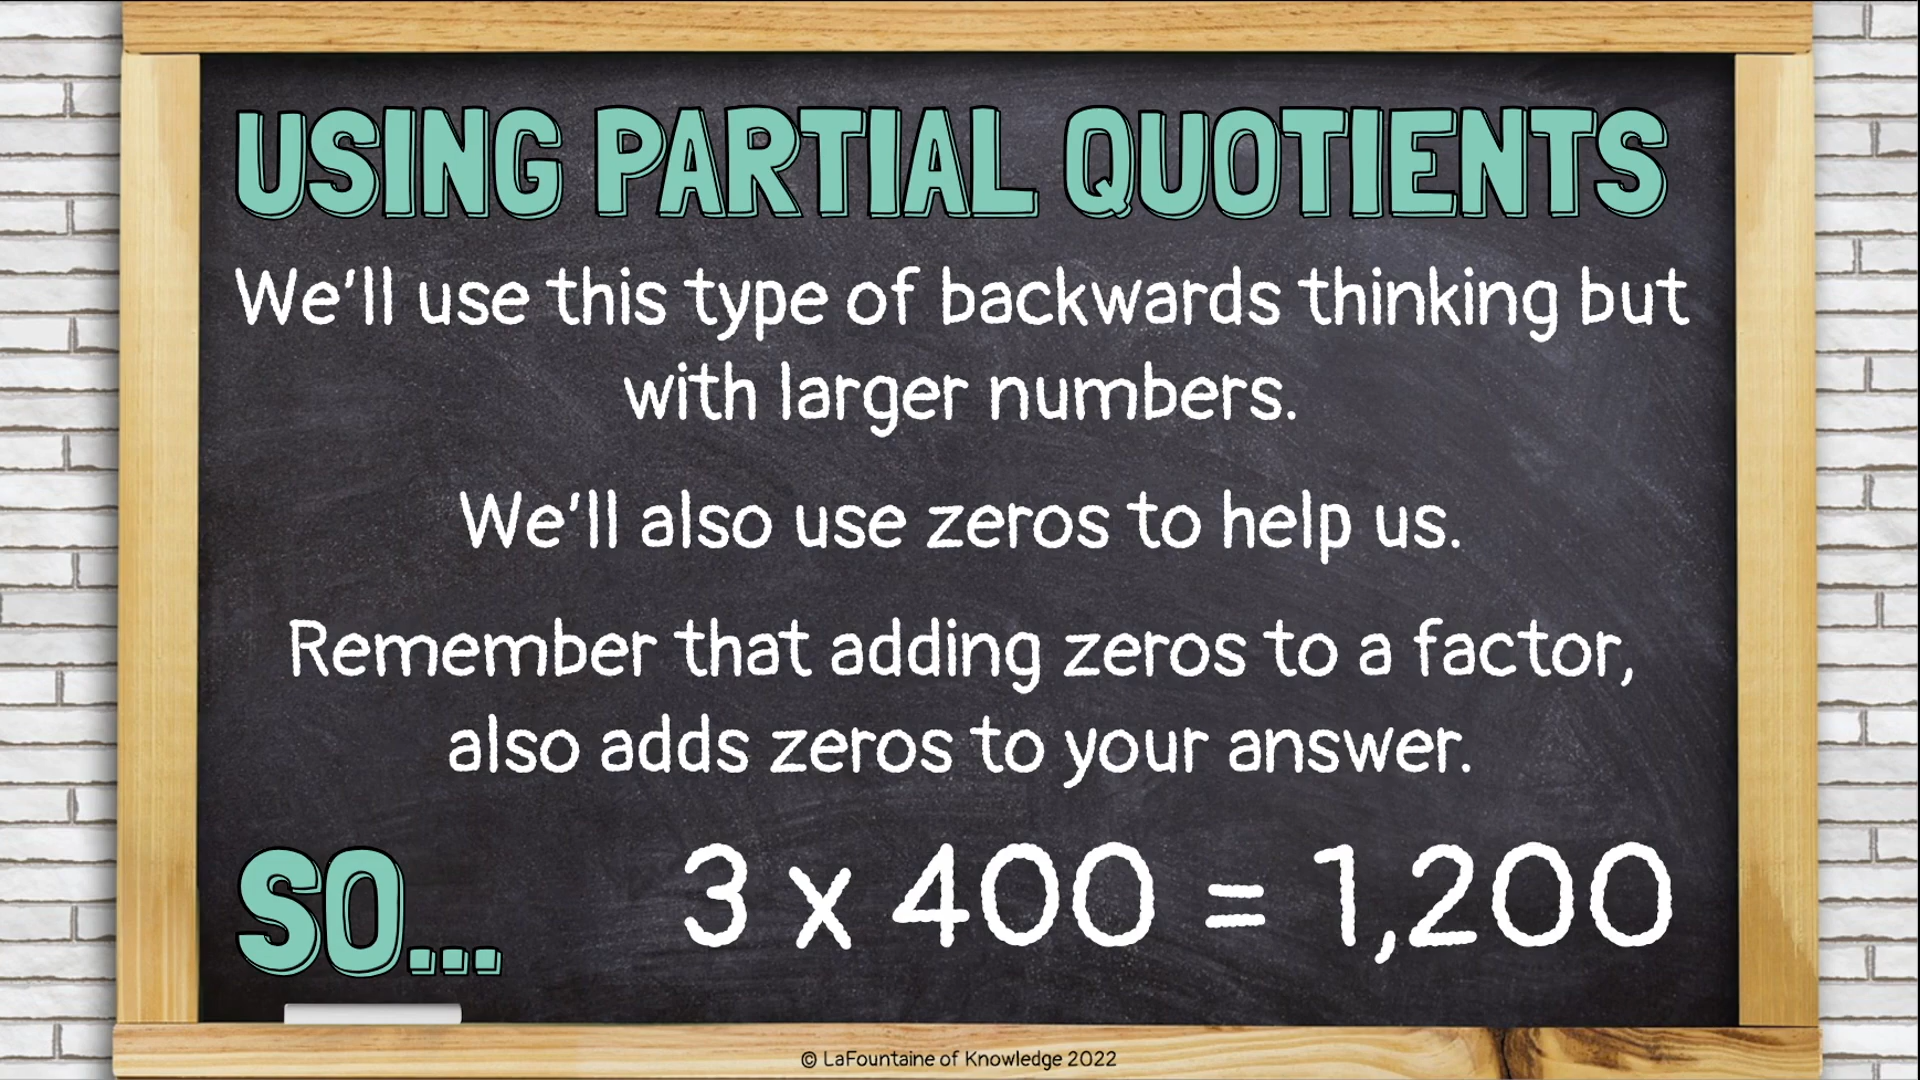 USING PARTIAL QUOTIENTS
We'll use this type of backwards thinking but
with larger numbers.
We'll also use zeros to help us.
Remember that adding zeros to a factor,
also adds zeros to your answer.
SO... 3 x 400 = 1,200
© LaFountaine of Knowledge 2022